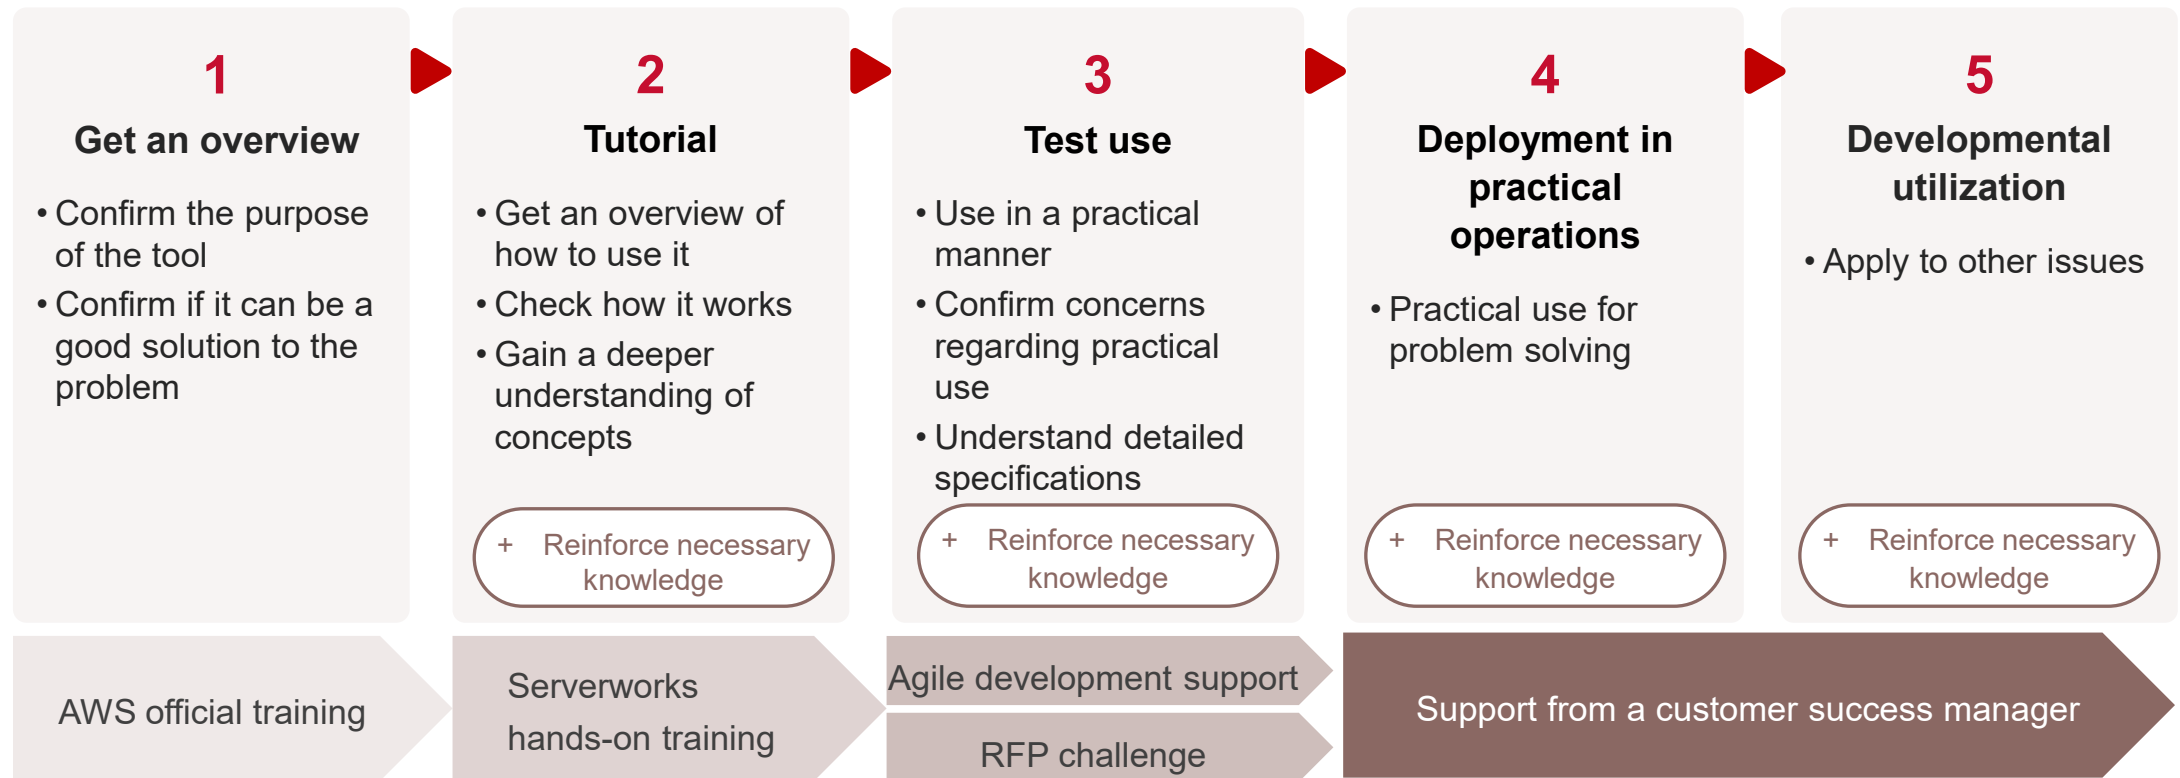 1
Get an overview
• Confirm the purpose
of the tool
• Confirm if it can be a
good solution to the
problem
2
Tutorial
• Get an overview of
how to use it
• Check how it works
• Gain a deeper
understanding of
concepts
+ Reinforce necessary
knowledge
3
Test use
• Use in a practical
manner
• Confirm concerns
regarding practical
use
• Understand detailed
specifications
+ Reinforce necessary
knowledge
4
Deployment in
practical
operations
• Practical use for
problem solving
+ Reinforce necessary
knowledge
5
Developmental
utilization
• Apply to other issues
+ Reinforce necessary
knowledge
AWS official training
Serverworks
hands-on training
Agile development support
RFP challenge
Support from a customer success manager